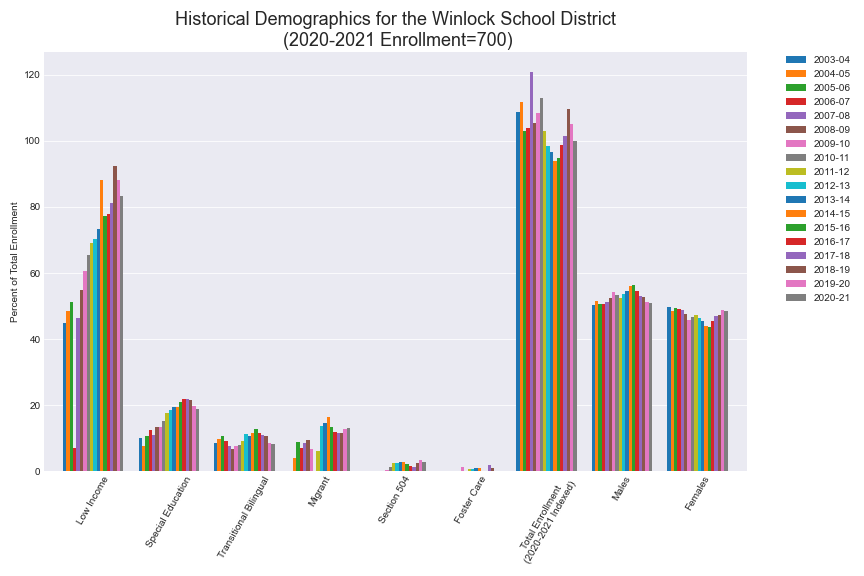 Historical Demographics for the Winlock School District
(2020-2021 Enrollment=700)
Percent of Total Enrollment
120
100
80
60
40
20
0
Low Income
Special Education
Transitional Bilingual
Migrant
Section 504
Foster Care
Total Enrollment
(2020-2021 Indexed)
Males
Females
2003-04
2004-05
2005-06
2006-07
2007-08
2008-09
2009-10
2010-11
2011-12
2012-13
2013-14
2014-15
2015-16
2016-17
2017-18
2018-19
2019-20
2020-21